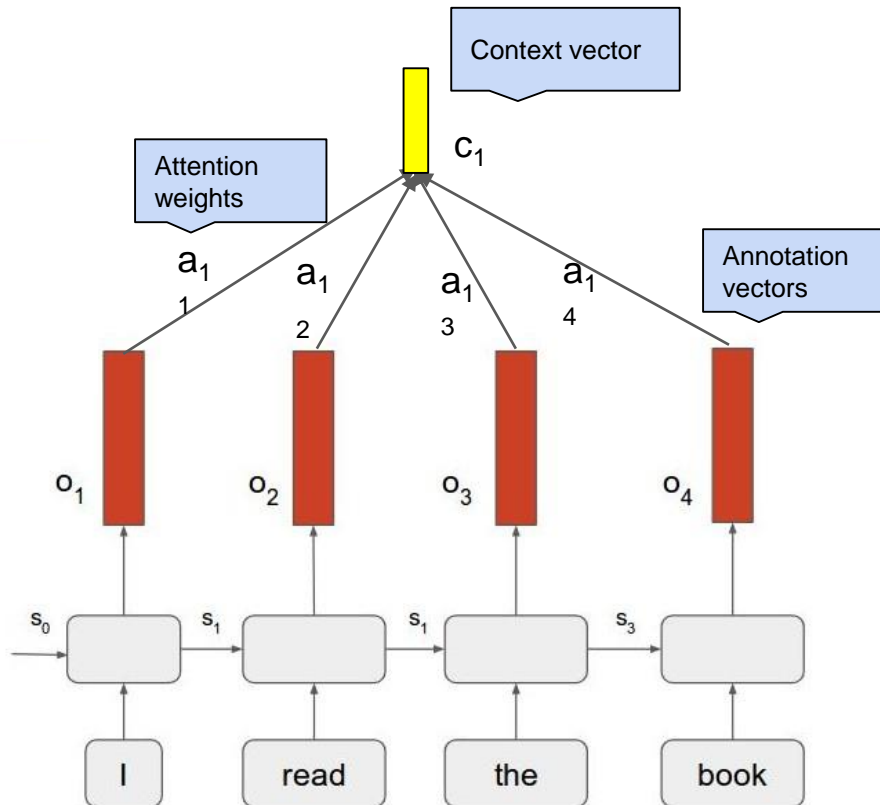 Context vector
c₁
Attention
weights
a₁
1
a₁
2
a₁
3
a₁
4
Annotation
vectors
o₁
o₂
o₃
o₄
s₀
s₁
s₁
s₃
I
read
the
book